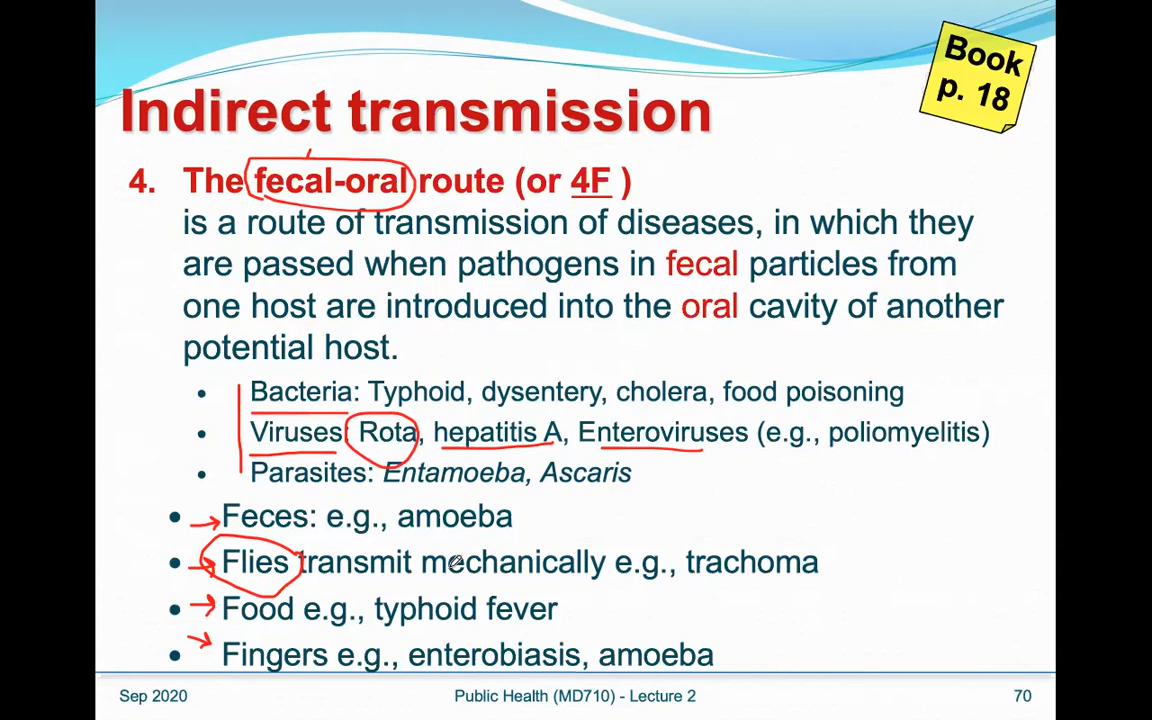 Book
p. 18
Indirect transmission
4. The fecal-oral route (or 4F )
is a route of transmission of diseases, in which they
are passed when pathogens in fecal particles from
one host are introduced into the oral cavity of another
potential host.
• Bacteria: Typhoid, dysentery, cholera, food poisoning
• Viruses: Rota, hepatitis A, Enteroviruses (e.g., poliomyelitis)
• Parasites: Entamoeba, Ascaris
• Feces: e.g., amoeba
• Flies transmit mechanically e.g., trachoma
• Food e.g., typhoid fever
• Fingers e.g., enterobiasis, amoeba
Sep 2020 Public Health (MD710) - Lecture 2 70